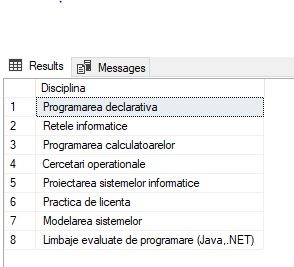 Results Messages
Disciplina
1 Programarea declarativa
2 Retele informatice
3 Programarea calculatoarelor
4 Cercetari operationale
5 Proiectarea sistemelor informatice
6 Practica de licenta
7 Modelarea sistemelor
8 Limbaje evaluate de programare (Java,.NET)